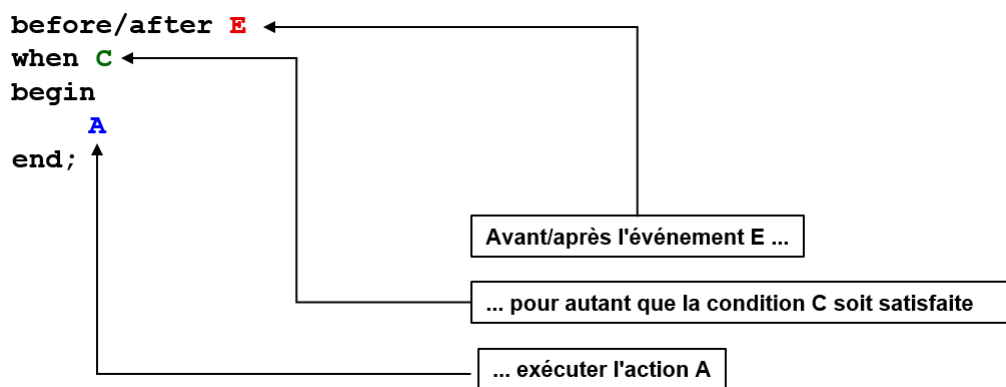 before/after E
when C
begin
A
end;
Avant/après l'événement E ...
... pour autant que la condition C soit satisfaite
... exécuter l'action A